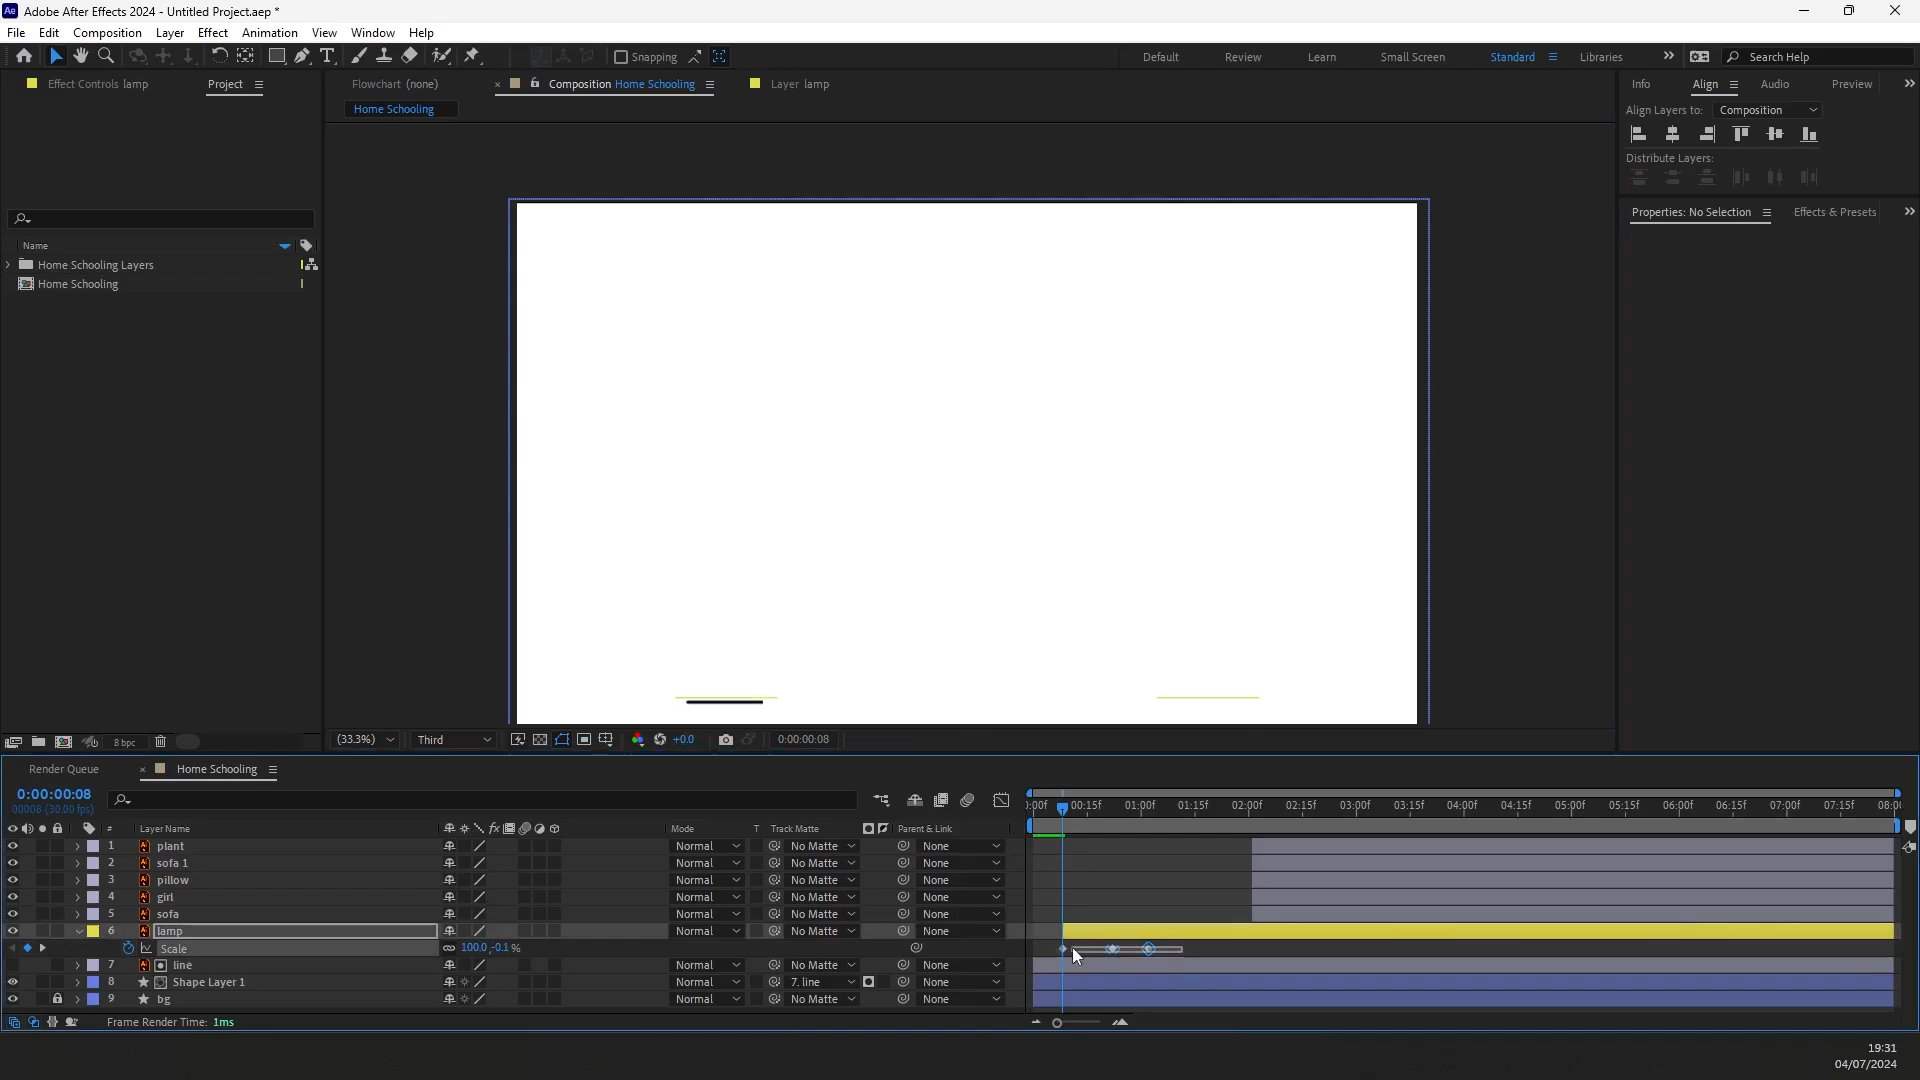 Adobe After Effects 2024 - Untitled Project.aep *
File Edit Composition Layer Effect Animation View Window Help
Snapping
Default Review Learn Small Screen Standard Libraries Search Help
Effect Controls lamp Project
Flowchart (none) Composition Home Schooling Layer lamp
Home Schooling
Info Align Audio Preview
Align Layers to: Composition
Distribute Layers:
Properties: No Selection Effects & Presets
Name
Home Schooling Layers
Home Schooling
8 bpc
(33.3%) Third +0.0 0:00:00:08
Render Queue Home Schooling
0:00:00:08
00008 (30.00 fps)
:00f 00:15f 01:00f 01:15f 02:00f 02:15f 03:00f 03:15f 04:00f 04:15f 05:00f 05:15f 06:00f 06:15f 07:00f 07:15f 08:0
# Layer Name Mode T Track Matte Parent & Link
1 plant Normal No Matte None
2 sofa 1 Normal No Matte None
3 pillow Normal No Matte None
4 girl Normal No Matte None
5 sofa Normal No Matte None
6 lamp Normal No Matte None
Scale 100.0,-0.1 %
7 line Normal No Matte None
8 Shape Layer 1 Normal 7. line None
9 bg Normal No Matte None
Frame Render Time: 1ms
19:31
04/07/2024